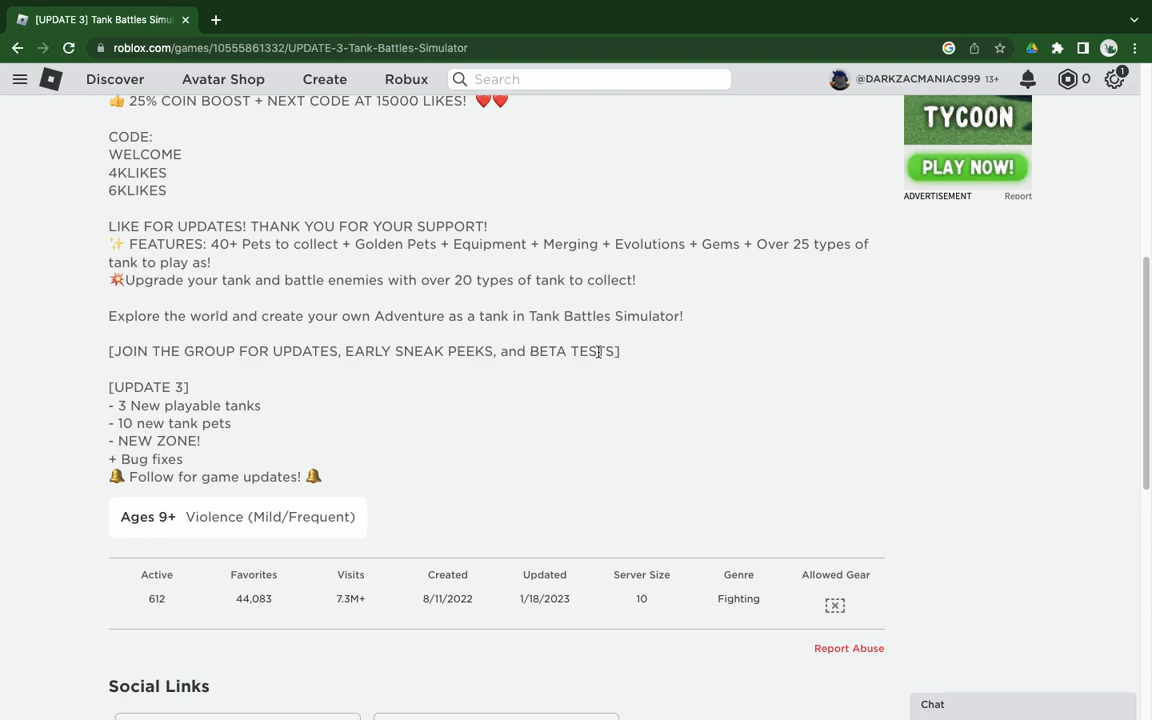 [UPDATE 3] Tank Battles Simul
roblox.com/games/10555861332/UPDATE-3-Tank-Battles-Simulator
Discover Avatar Shop Create Robux Search @DARKZACMANIAC999 13+ 0 1
👍 25% COIN BOOST + NEXT CODE AT 15000 LIKES! ❤️❤️
TYCOON
PLAY NOW!
ADVERTISEMENT Report
CODE:
WELCOME
4KLIKES
6KLIKES
LIKE FOR UPDATES! THANK YOU FOR YOUR SUPPORT!
✨ FEATURES: 40+ Pets to collect + Golden Pets + Equipment + Merging + Evolutions + Gems + Over 25 types of
tank to play as!
💥Upgrade your tank and battle enemies with over 20 types of tank to collect!
Explore the world and create your own Adventure as a tank in Tank Battles Simulator!
[JOIN THE GROUP FOR UPDATES, EARLY SNEAK PEEKS, and BETA TESTS]
[UPDATE 3]
- 3 New playable tanks
- 10 new tank pets
- NEW ZONE!
+ Bug fixes
🔔 Follow for game updates! 🔔
Ages 9+ Violence (Mild/Frequent)
Active Favorites Visits Created Updated Server Size Genre Allowed Gear
612 44,083 7.3M+ 8/11/2022 1/18/2023 10 Fighting
Report Abuse
Social Links
Chat